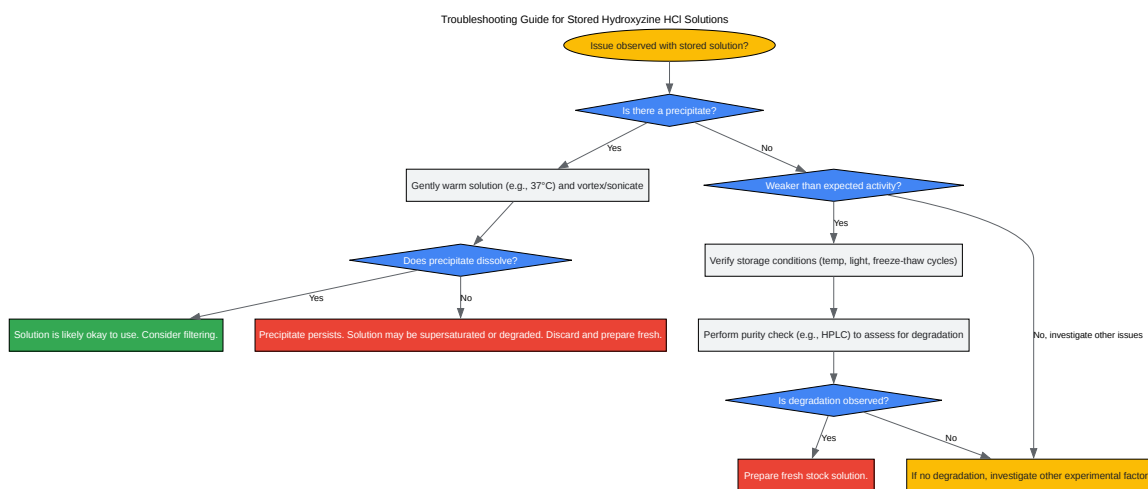 Troubleshooting Guide for Stored Hydroxyzine HCl Solutions
Issue observed with stored solution?
Is there a precipitate?
Yes
No
Gently warm solution (e.g., 37°C) and vortex/sonicate
Weaker than expected activity?
Yes
Does precipitate dissolve?
Verify storage conditions (temp, light, freeze-thaw cycles)
Yes
No
Solution is likely okay to use. Consider filtering.
Precipitate persists. Solution may be supersaturated or degraded. Discard and prepare fresh.
Perform purity check (e.g., HPLC) to assess for degradation
No, investigate other issues
Is degradation observed?
Yes
No
Prepare fresh stock solution.
If no degradation, investigate other experimental factor